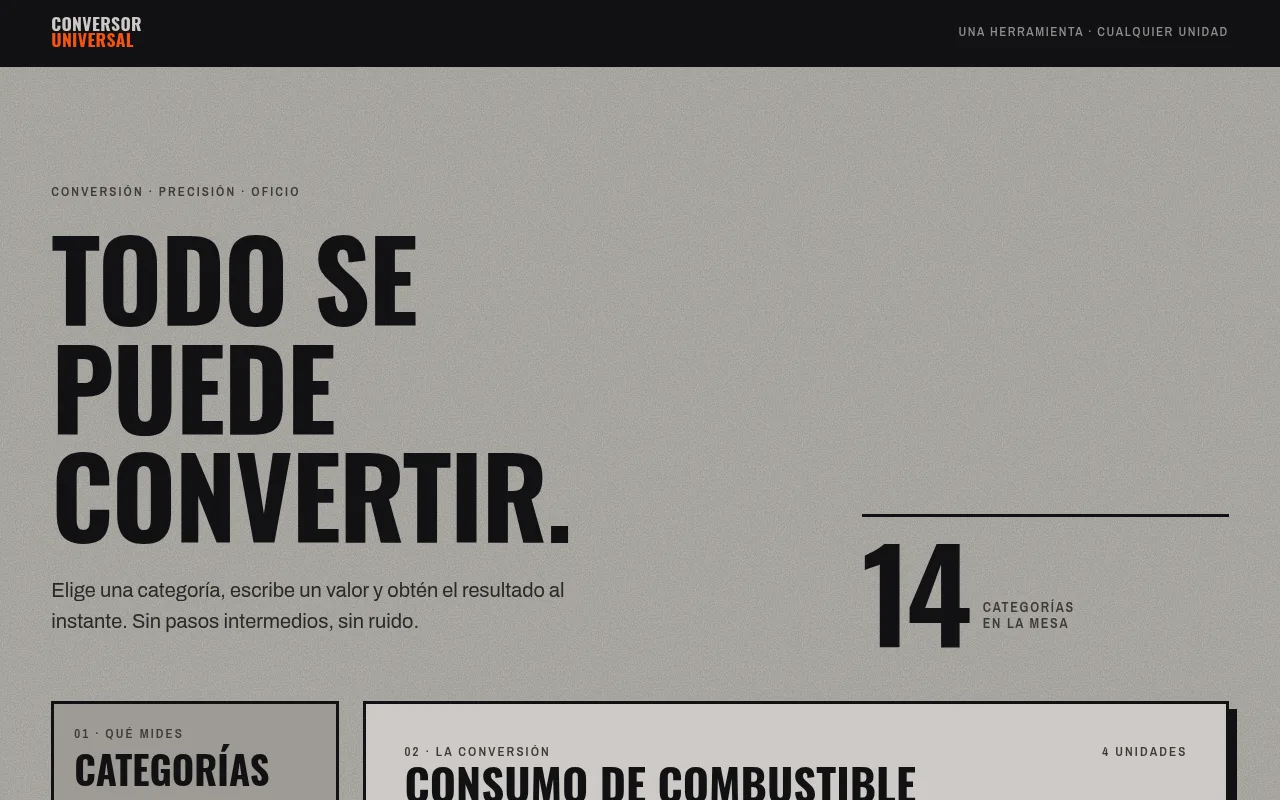 CONVERSOR
UNIVERSAL
UNA HERRAMIENTA · CUALQUIER UNIDAD
CONVERSIÓN · PRECISIÓN · OFICIO
TODO SE
PUEDE
CONVERTIR.
Elige una categoría, escribe un valor y obtén el resultado al
instante. Sin pasos intermedios, sin ruido.
14
CATEGORÍAS
EN LA MESA
01 · QUÉ MIDES
CATEGORÍAS
02 · LA CONVERSIÓN
4 UNIDADES
CONSUMO DE COMBUSTIBLE